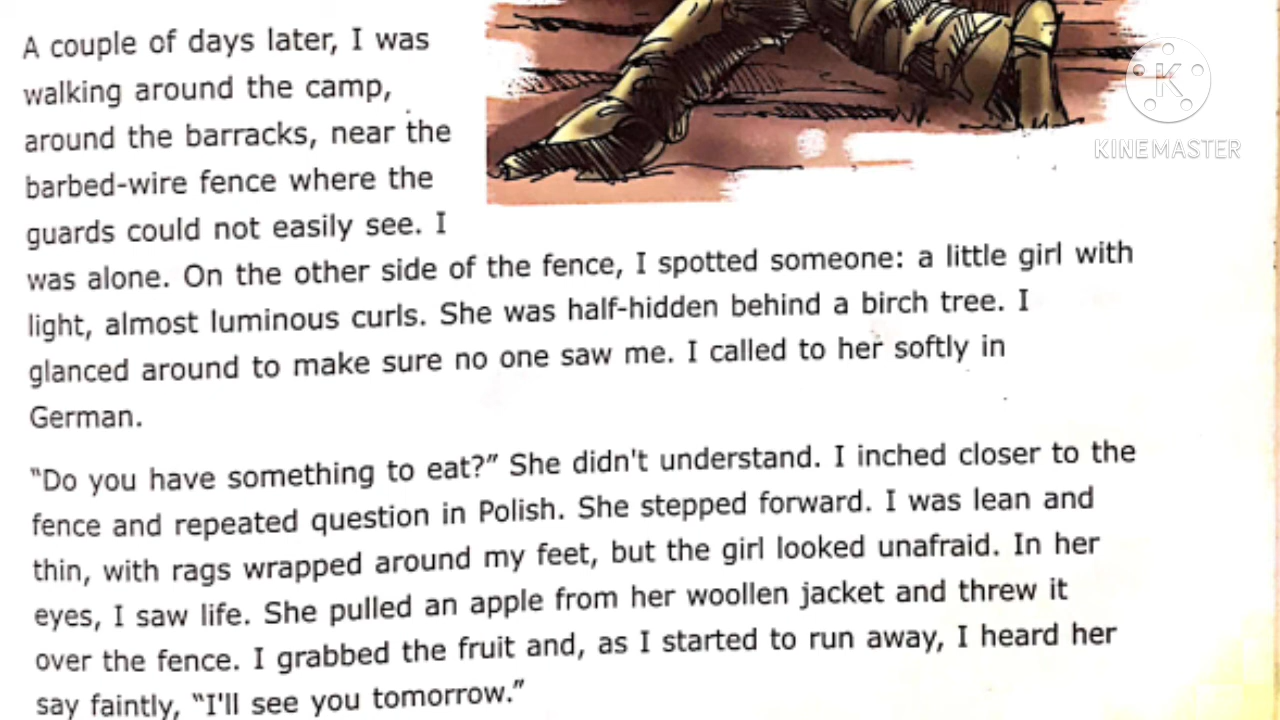 A couple of days later, I was
walking around the camp,
around the barracks, near the
barbed-wire fence where the
guards could not easily see. I
was alone. On the other side of the fence, I spotted someone: a little girl with
light, almost luminous curls. She was half-hidden behind a birch tree. I
glanced around to make sure no one saw me. I called to her softly in
German.
"Do you have something to eat?" She didn't understand. I inched closer to the
fence and repeated question in Polish. She stepped forward. I was lean and
thin, with rags wrapped around my feet, but the girl looked unafraid. In her
eyes, I saw life. She pulled an apple from her woollen jacket and threw it
over the fence. I grabbed the fruit and, as I started to run away, I heard her
say faintly, "I'll see you tomorrow."
K
KINEMASTER